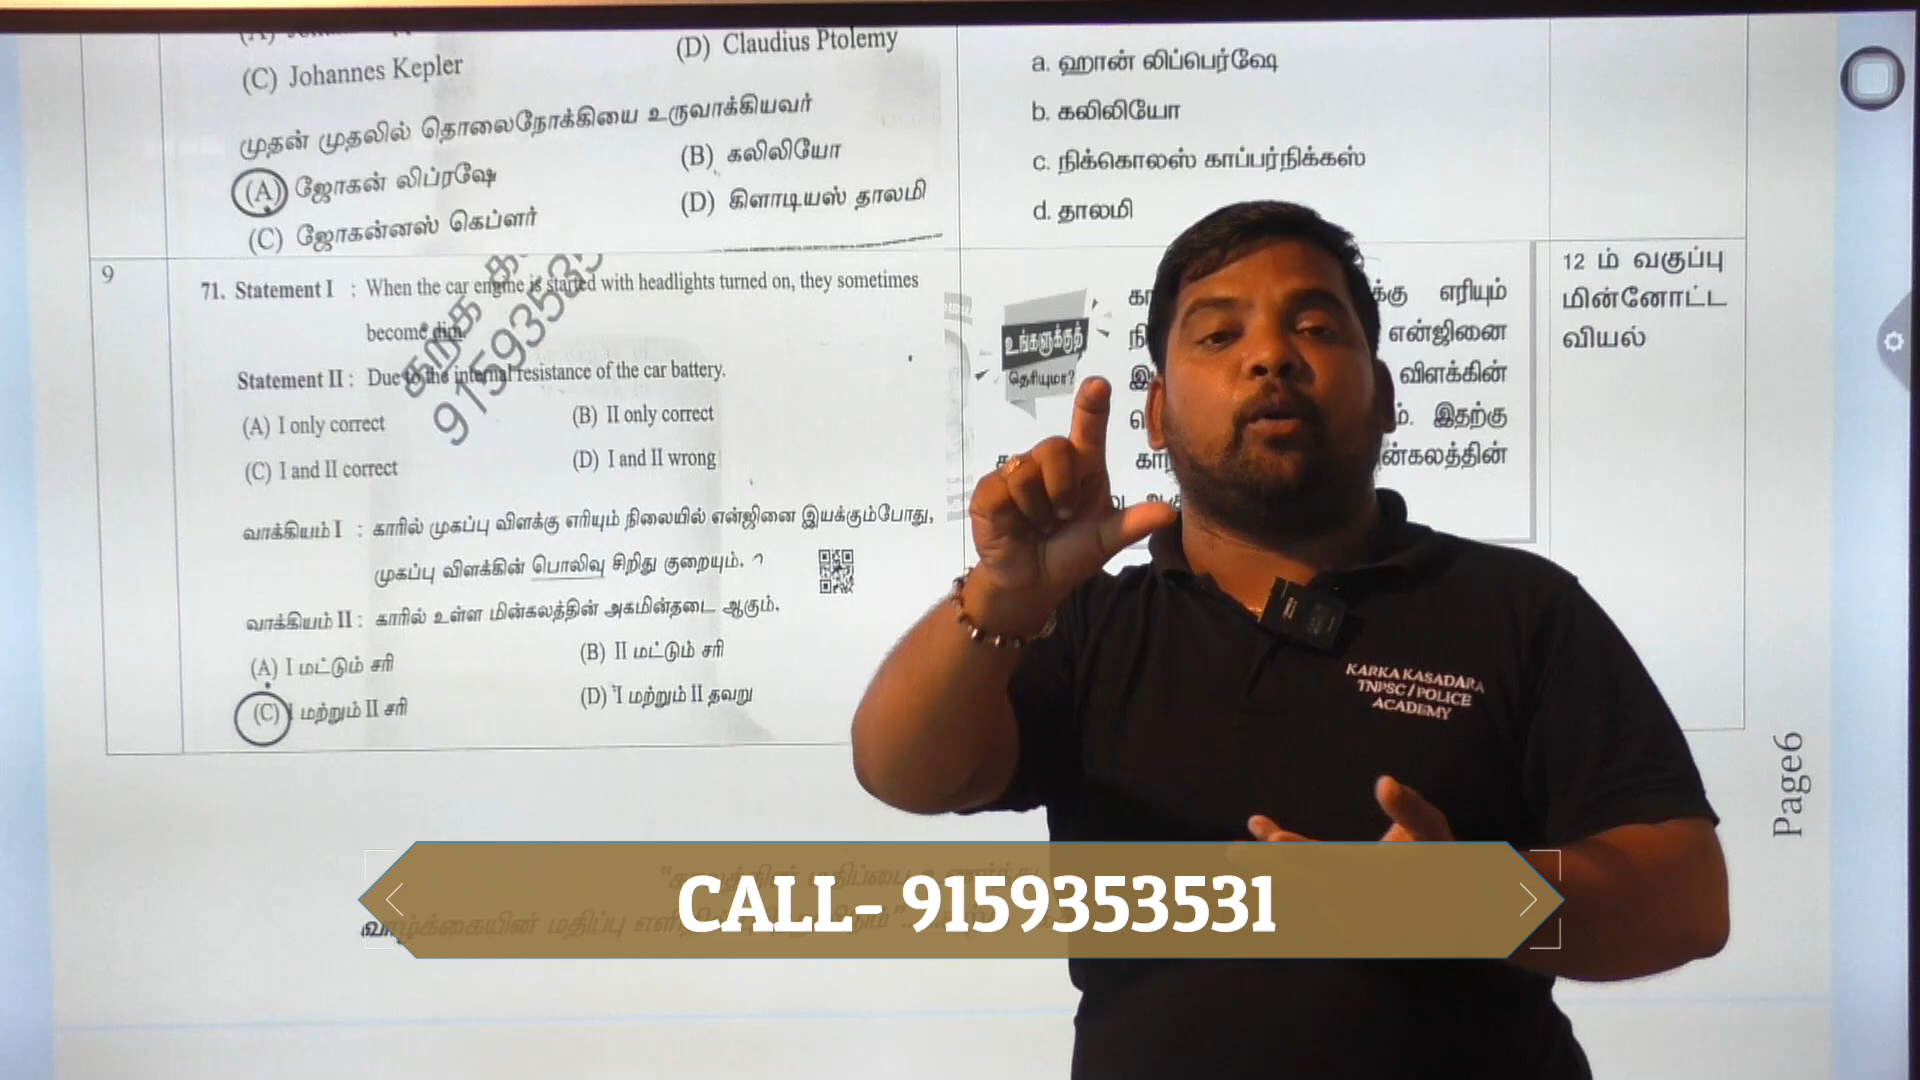 (D) Claudius Ptolemy
(C) Johannes Kepler
முதன் முதலில் தொலைநோக்கியை உருவாக்கியவர்
(A) ஜோகன் லிப்ரஷே
(B) கலிலியோ
(C) ஜோகன்னஸ் கெப்ளர்
(D) கிளாடியஸ் தாலமி
a. ஹான் லிப்பெர்ஷே
b. கலிலியோ
c. நிக்கொலஸ் காப்பர்நிக்கஸ்
d. தாலமி
9
71. Statement I : When the car engine is started with headlights turned on, they sometimes
become dim.
Statement II : Due to the internal resistance of the car battery.
(A) I only correct
(B) II only correct
(C) I and II correct
(D) I and II wrong
வாக்கியம் I : காரில் முகப்பு விளக்கு எரியும் நிலையில் என்ஜினை இயக்கும்போது,
முகப்பு விளக்கின் பொலிவு சிறிது குறையும்.
வாக்கியம் II : காரில் உள்ள மின்கலத்தின் அகமின்தடை ஆகும்.
(A) I மட்டும் சரி
(B) II மட்டும் சரி
(C) I மற்றும் II சரி
(D) I மற்றும் II தவறு
உங்களுக்குத்
தெரியுமா?
எரியும்
என்ஜினை
விளக்கின்
இதற்கு
12 ம் வகுப்பு
மின்னோட்ட
வியல்
KARKA KASADARA
TNPSC / POLICE
ACADEMY
Page6
CALL- 9159353531